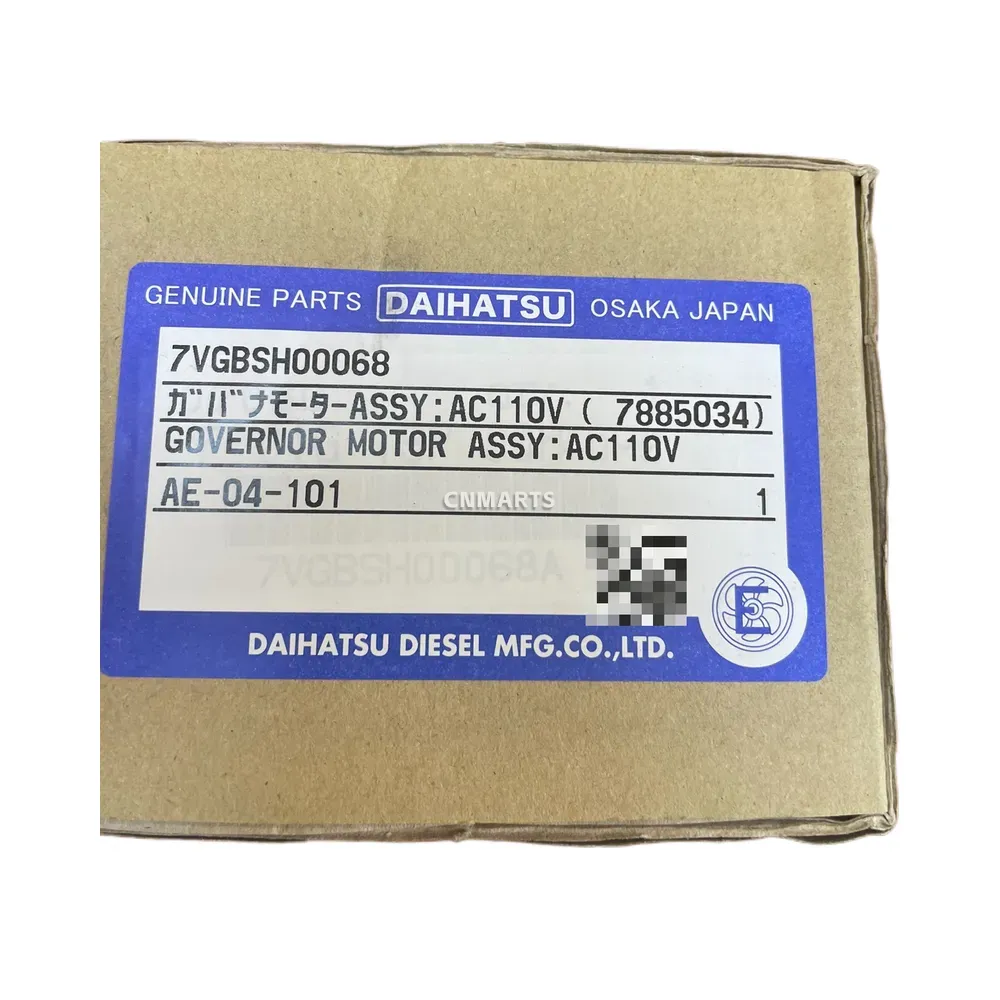 GENUINE PARTS DAIHATSU OSAKA JAPAN
7VGBSH00068
ガバナモーターASSY:AC110V ( 7885034)
GOVERNOR MOTOR ASSY:AC110V
AE-04-101 1
CNMARTS
7VGBSH00068A
E
DAIHATSU DIESEL MFG.CO.,LTD.